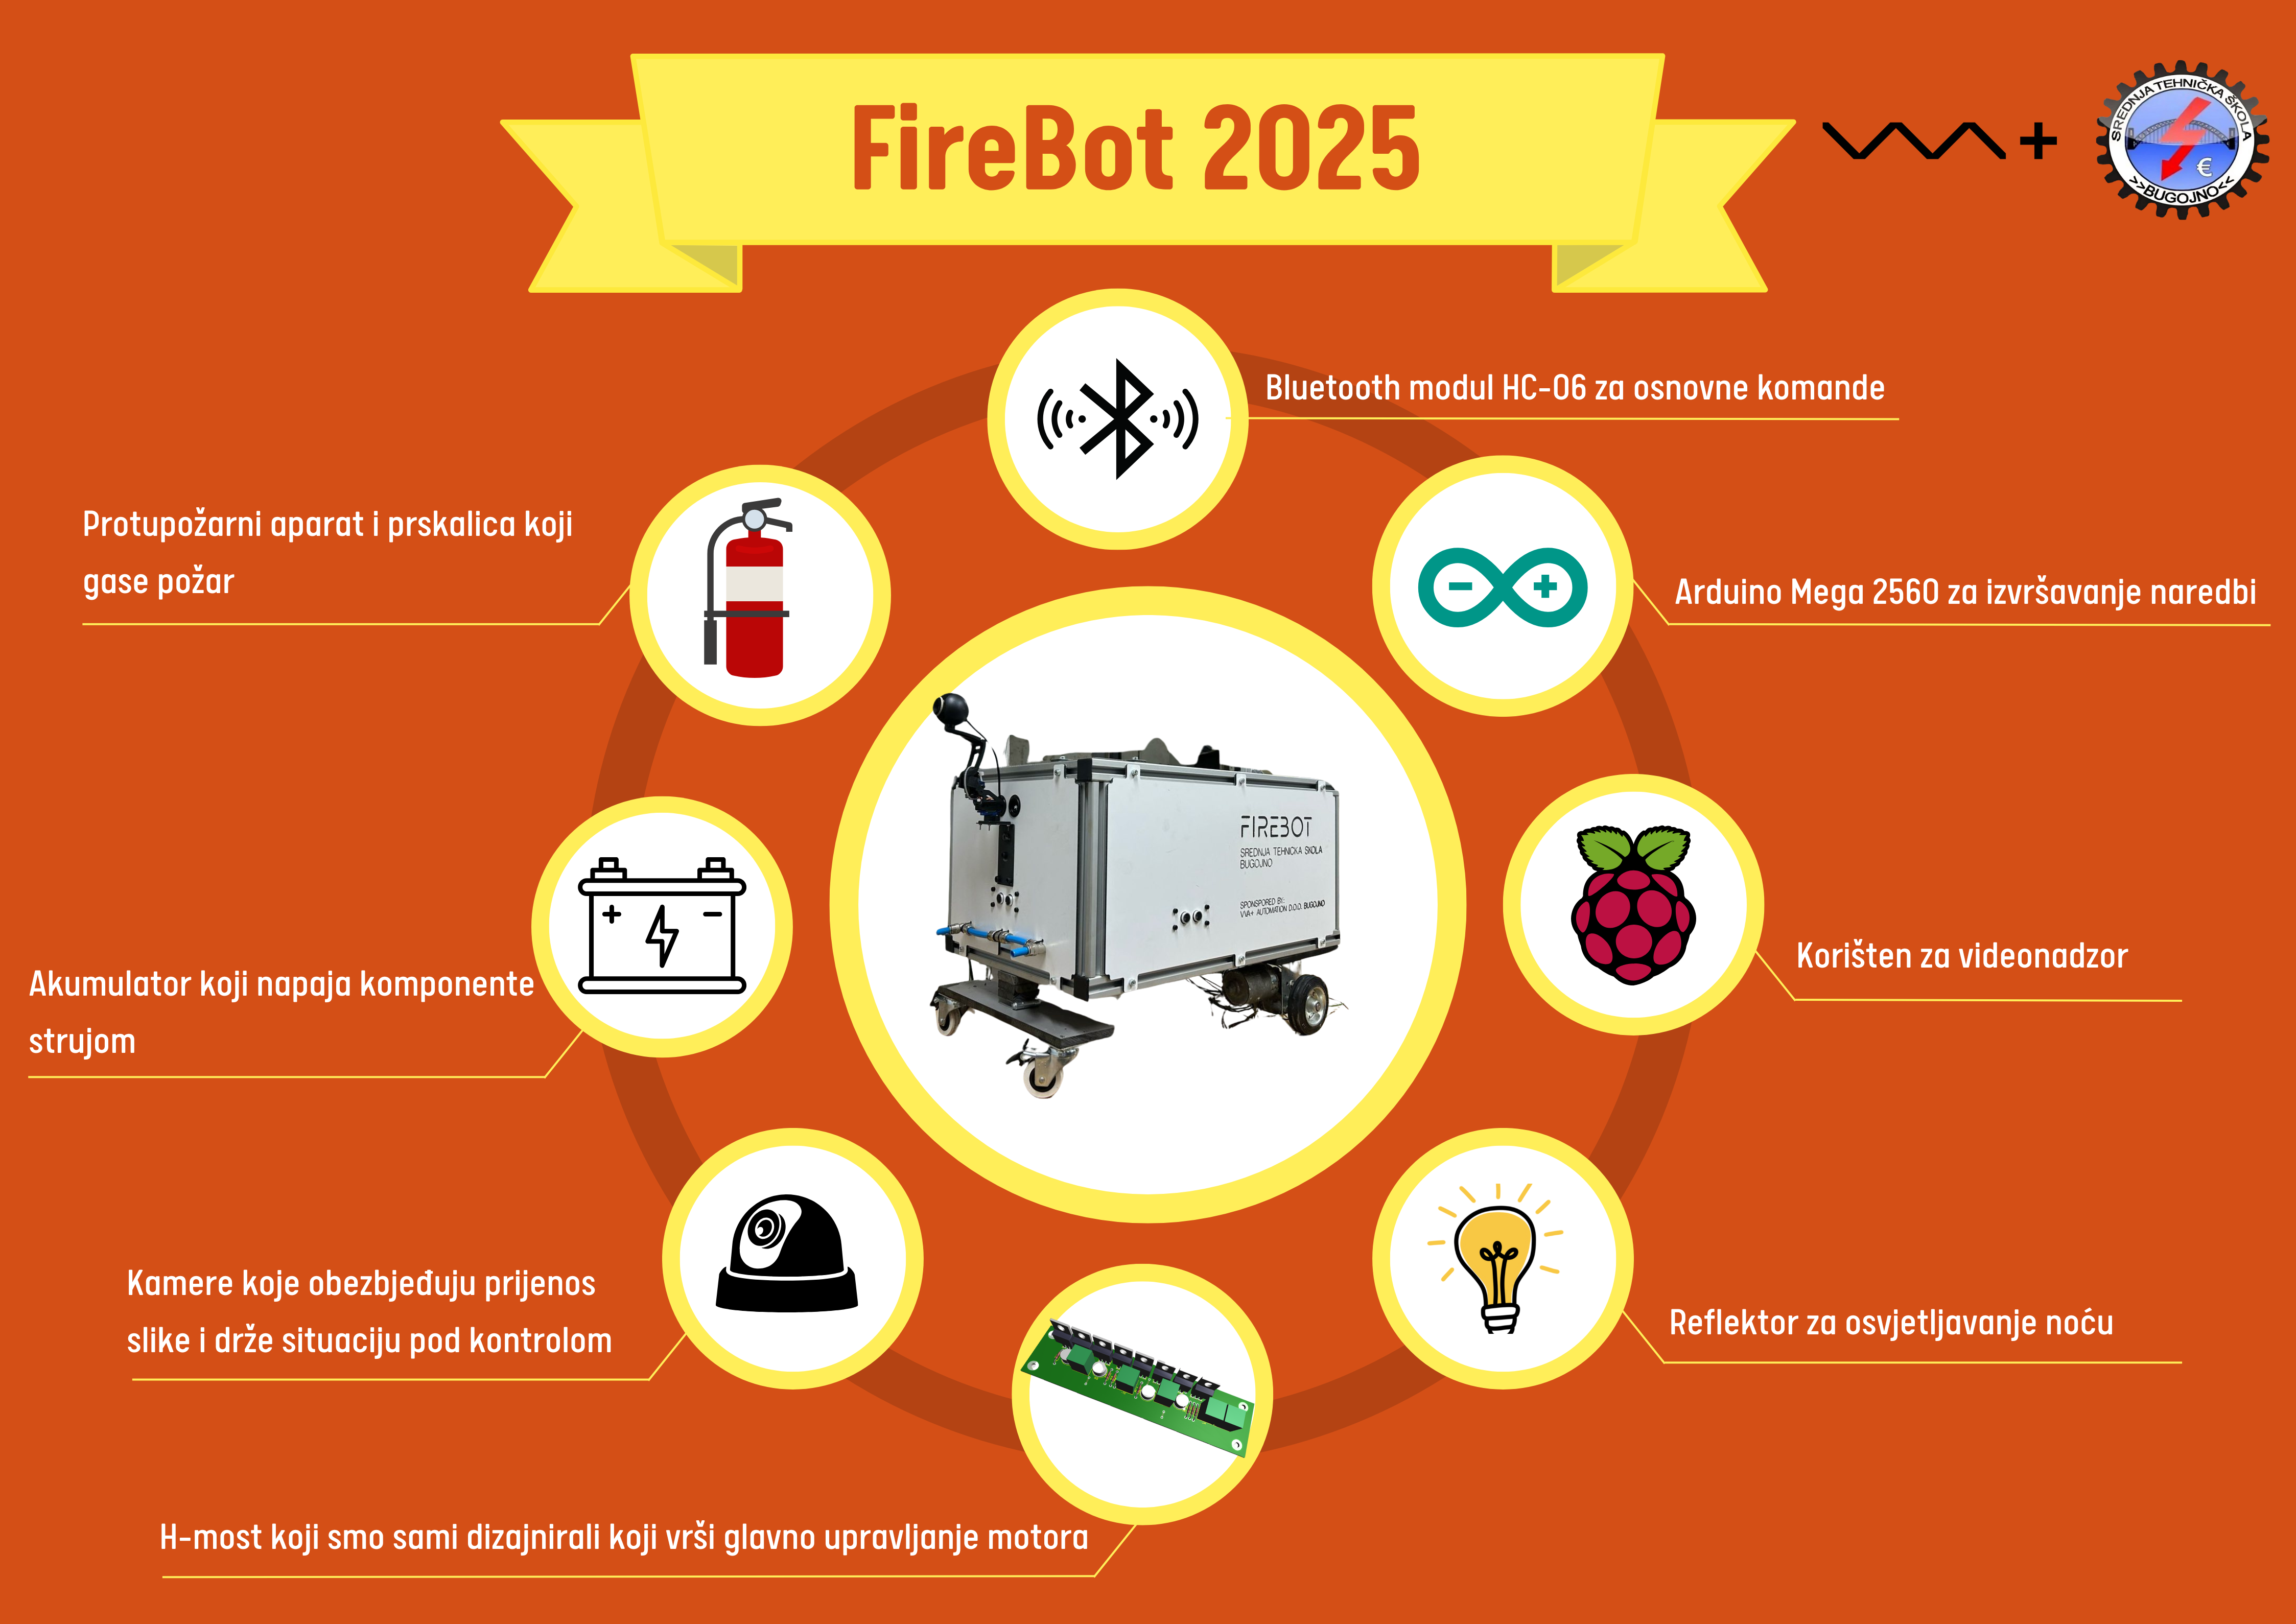 FireBot 2025
SREDNJA TEHNIČKA ŠKOLA
€
>>BUGOJNO<<
Bluetooth modul HC-06 za osnovne komande
Protupožarni aparat i prskalica koji
gase požar
Arduino Mega 2560 za izvršavanje naredbi
FIREBOT
SREDNJA TEHNICKA SKOLA
BUGOJNO
SPONSPORED BY:
VVA+ AUTOMATION D.O.O. BUGOJNO
Korišten za videonadzor
Akumulator koji napaja komponente
strujom
Kamere koje obezbjeđuju prijenos
slike i drže situaciju pod kontrolom
Reflektor za osvjetljavanje noću
H-most koji smo sami dizajnirali koji vrši glavno upravljanje motora